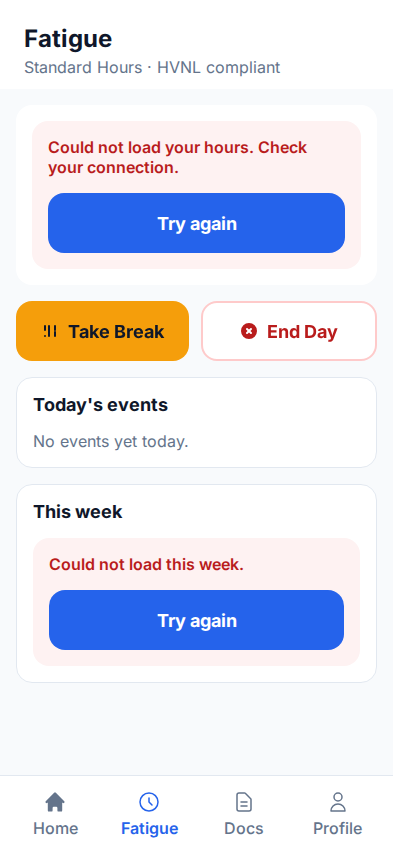 Fatigue
Standard Hours · HVNL compliant
Could not load your hours. Check
your connection.
Try again
Take Break
End Day
Today's events
No events yet today.
This week
Could not load this week.
Try again
Home
Fatigue
Docs
Profile